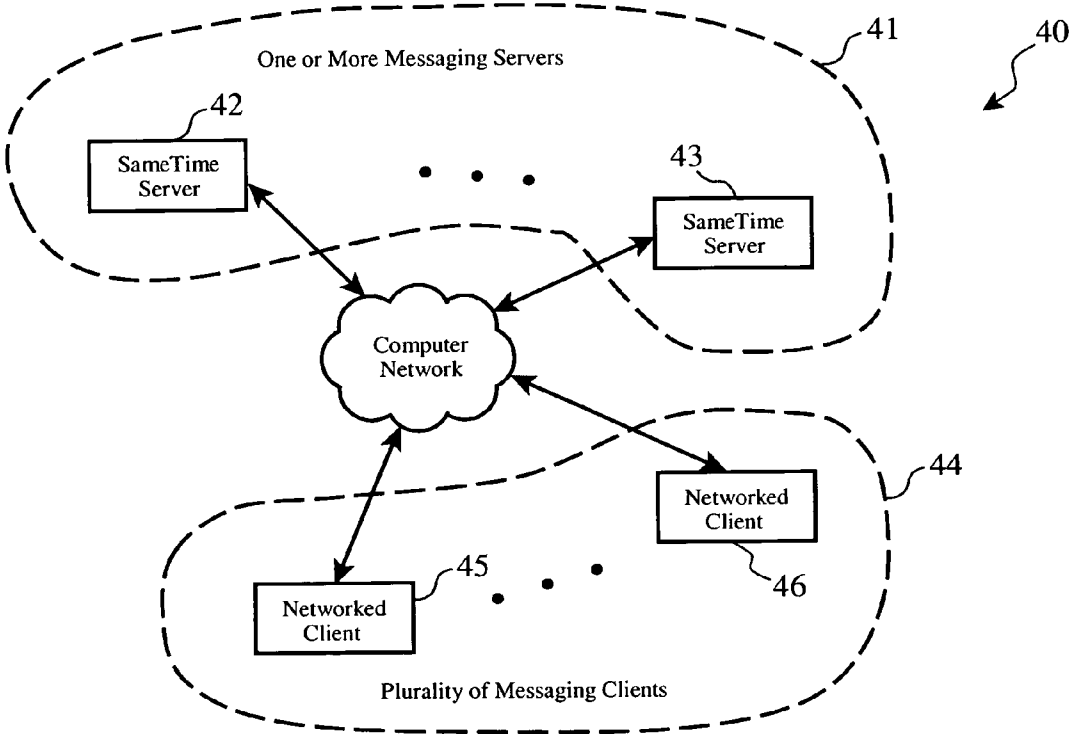 One or More Messaging Servers
41
40
42
SameTime
Server
43
SameTime
Server
Computer
Network
44
Networked
Client
46
45
Networked
Client
Plurality of Messaging Clients